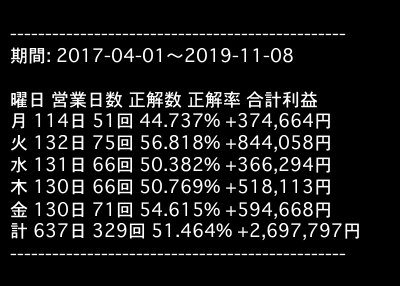 ------------------------------------------------
期間: 2017-04-01〜2019-11-08
曜日 営業日数 正解数 正解率 合計利益
月 114日 51回 44.737% +374,664円
火 132日 75回 56.818% +844,058円
水 131日 66回 50.382% +366,294円
木 130日 66回 50.769% +518,113円
金 130日 71回 54.615% +594,668円
計 637日 329回 51.464% +2,697,797円
------------------------------------------------